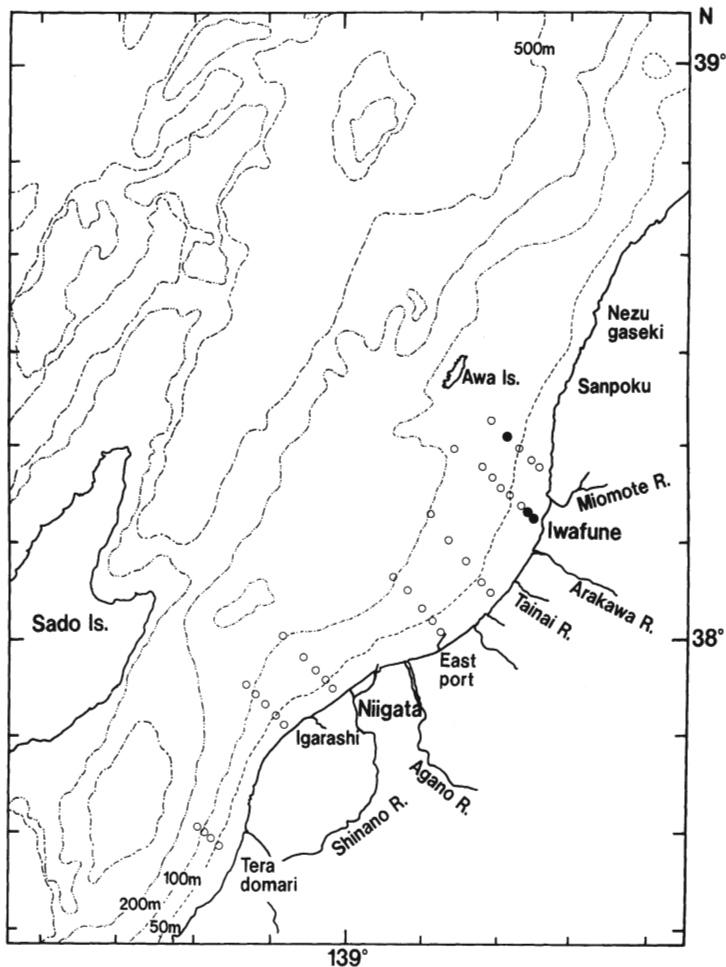 N
500m
39°
Nezu
gaseki
Awa Is.
Sanpoku
Miomote R.
Iwafune
Arakawa R.
Tainai R.
Sado Is.
38°
East
port
Niigata
Igarashi
Agano R.
Shinano R.
Tera
domari
100m
200m
50m
139°